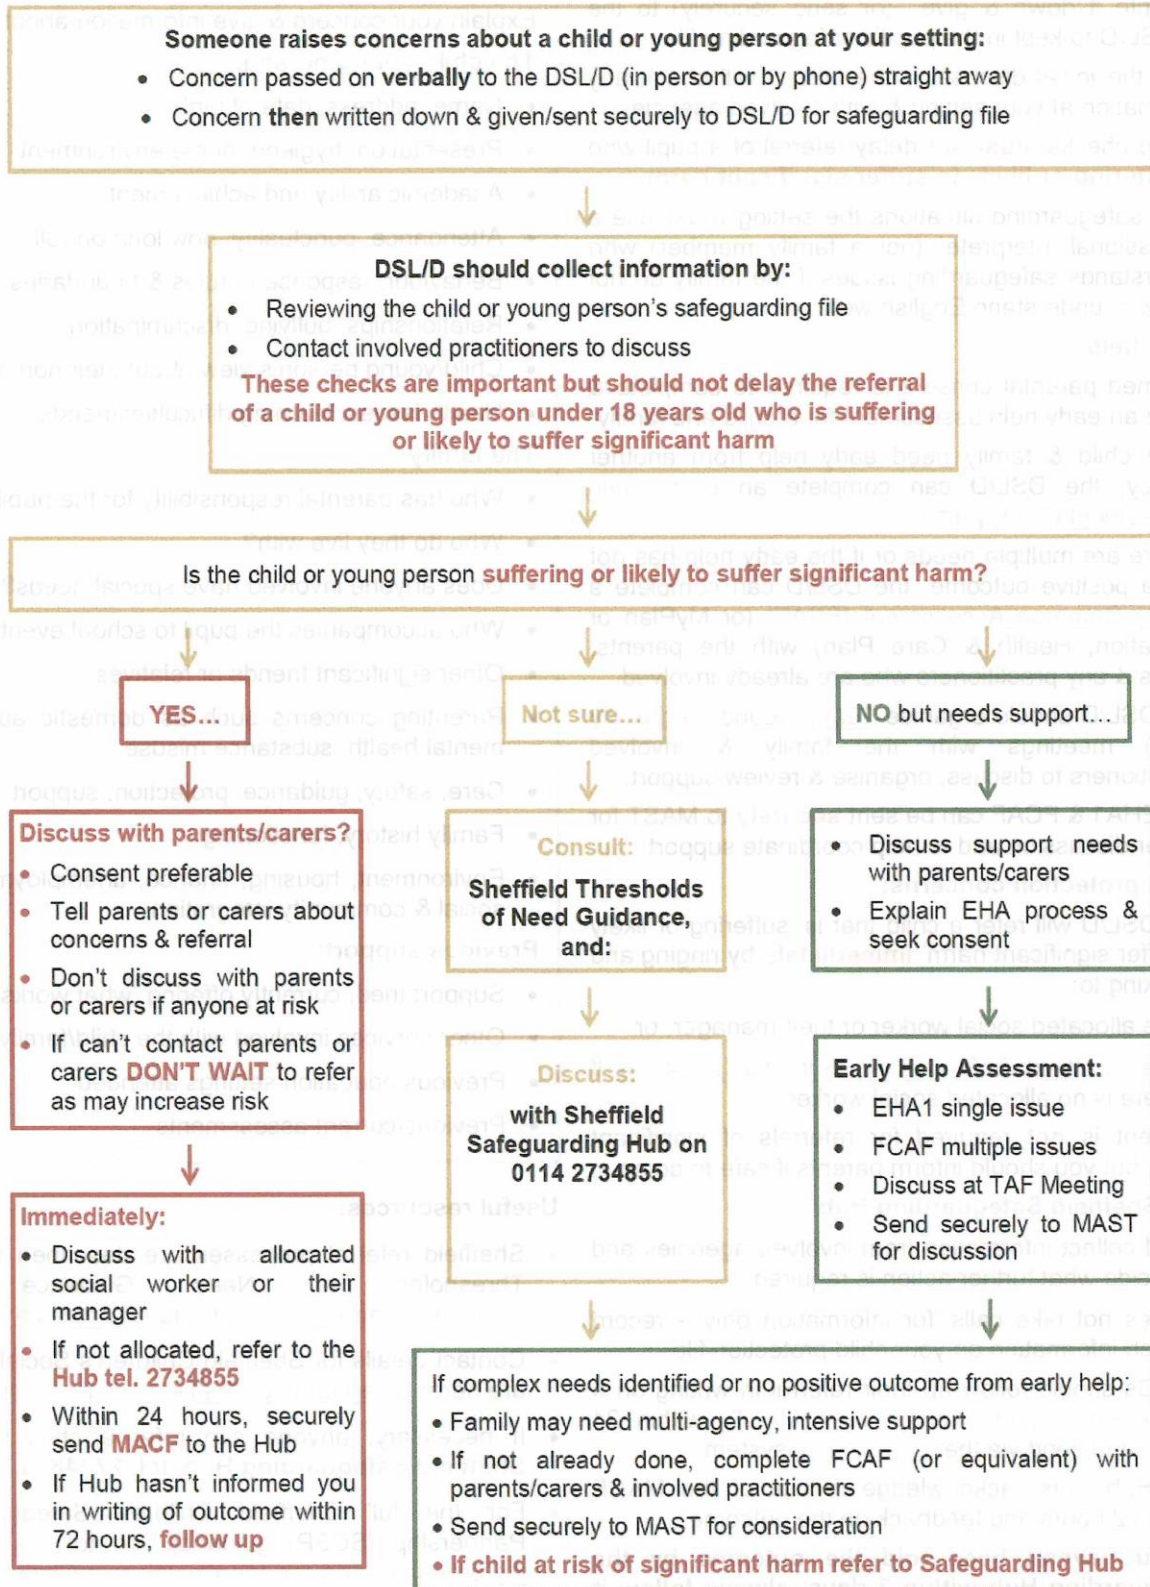 Someone raises concerns about a child or young person at your setting:
• Concern passed on verbally to the DSL/D (in person or by phone) straight away
• Concern then written down & given/sent securely to DSL/D for safeguarding file
DSL/D should collect information by:
• Reviewing the child or young person's safeguarding file
• Contact involved practitioners to discuss
These checks are important but should not delay the referral
of a child or young person under 18 years old who is suffering
or likely to suffer significant harm
Is the child or young person suffering or likely to suffer significant harm?
YES...
Not sure...
NO but needs support...
Discuss with parents/carers?
• Consent preferable
• Tell parents or carers about
concerns & referral
• Don't discuss with parents
or carers if anyone at risk
• If can't contact parents or
carers DON'T WAIT to refer
as may increase risk
Immediately:
• Discuss with allocated
social worker or their
manager
• If not allocated, refer to the
Hub tel. 2734855
• Within 24 hours, securely
send MACF to the Hub
• If Hub hasn't informed you
in writing of outcome within
72 hours, follow up
Consult:
Sheffield Thresholds
of Need Guidance,
and:
Discuss:
with Sheffield
Safeguarding Hub on
0114 2734855
• Discuss support needs
with parents/carers
• Explain EHA process &
seek consent
Early Help Assessment:
• EHA1 single issue
• FCAF multiple issues
• Discuss at TAF Meeting
• Send securely to MAST
for discussion
If complex needs identified or no positive outcome from early help:
• Family may need multi-agency, intensive support
• If not already done, complete FCAF (or equivalent) with
parents/carers & involved practitioners
• Send securely to MAST for consideration
• If child at risk of significant harm refer to Safeguarding Hub